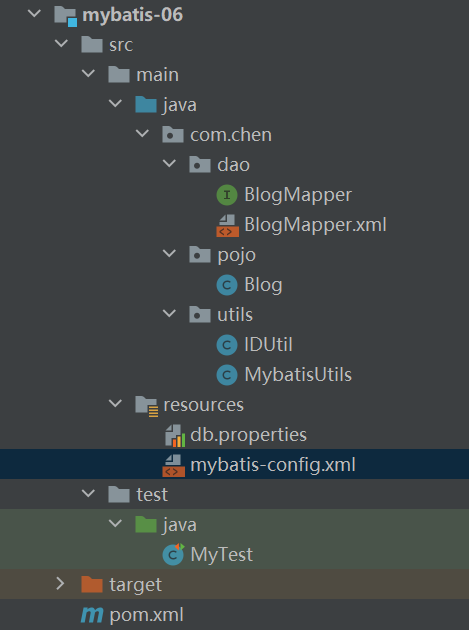 mybatis-06
src
main
java
com.chen
dao
I BlogMapper
BlogMapper.xml
pojo
C Blog
utils
C IDUtil
C MybatisUtils
resources
db.properties
mybatis-config.xml
test
java
C MyTest
target
m pom.xml